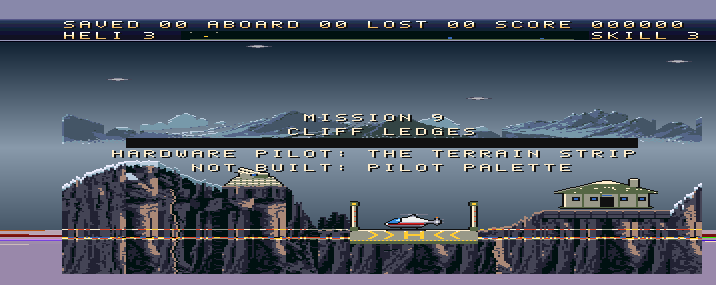 SAVED 00 ABOARD 00 LOST 00 SCORE 000000
HELI 3 SKILL 3
MISSION 9
CLIFF LEDGES
HARDWARE PILOT: THE TERRAIN STRIP
NOT BUILT: PILOT PALETTE
H